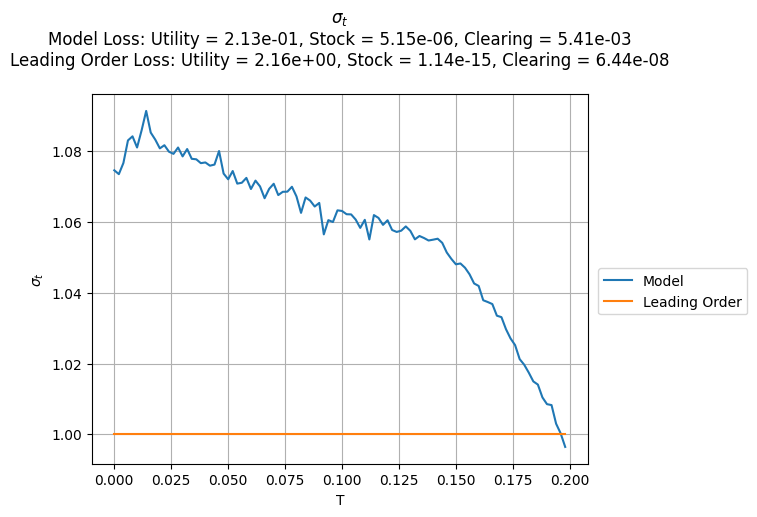 σₜ
Model Loss: Utility = 2.13e-01, Stock = 5.15e-06, Clearing = 5.41e-03
Leading Order Loss: Utility = 2.16e+00, Stock = 1.14e-15, Clearing = 6.44e-08
1.08
1.06
1.04
1.02
1.00
σₜ
Model
Leading Order
0.000 0.025 0.050 0.075 0.100 0.125 0.150 0.175 0.200
T